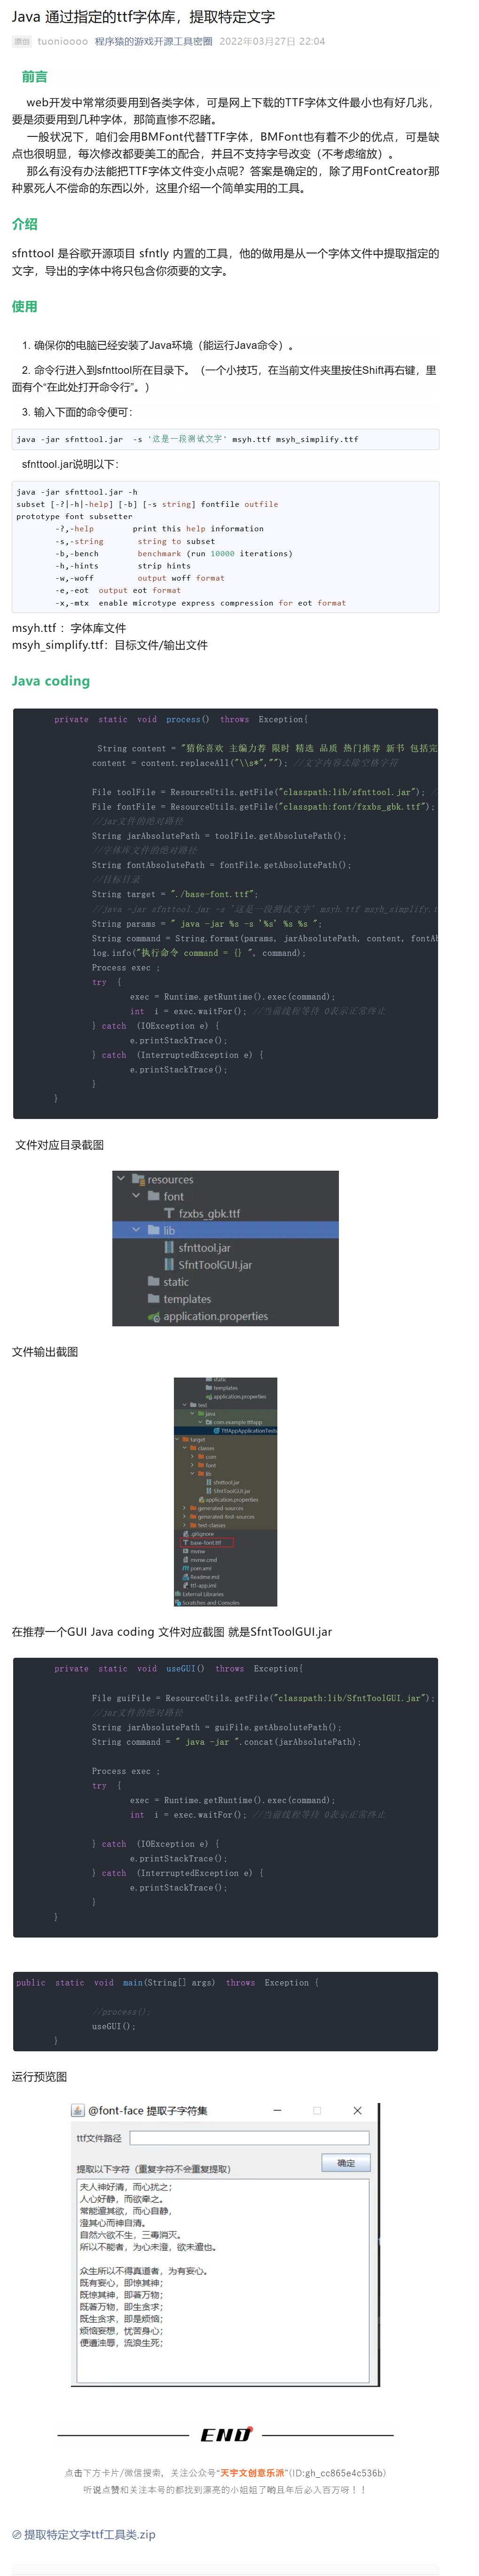 Java 通过指定的ttf字体库，提取特定文字
原创 tuonioooo 程序猿的游戏开源工具密圈 2022年03月27日 22:04
前言
web开发中常常须要用到各类字体，可是网上下载的TTF字体文件最小也有好几兆，
要是须要用到几种字体，那简直惨不忍睹。
一般状况下，咱们会用BMFont代替TTF字体，BMFont也有着不少的优点，可是缺
点也很明显，每次修改都要美工的配合，并且不支持字号改变（不考虑缩放）。
那么有没有办法能把TTF字体文件变小点呢？答案是确定的，除了用FontCreator那
种累死人不偿命的东西以外，这里介绍一个简单实用的工具。
介绍
sfnttool 是谷歌开源项目 sfntly 内置的工具，他的做用是从一个字体文件中提取指定的
文字，导出的字体中将只包含你须要的文字。
使用
1. 确保你的电脑已经安装了Java环境（能运行Java命令）。
2. 命令行进入到sfnttool所在目录下。（一个小技巧，在当前文件夹里按住Shift再右键，里
面有个“在此处打开命令行”。）
3. 输入下面的命令便可：
java -jar sfnttool.jar -s '这是一段测试文字' msyh.ttf msyh_simplify.ttf
sfnttool.jar说明以下：
java -jar sfnttool.jar -h
subset [-?|-h|-help] [-b] [-s string] fontfile outfile
prototype font subsetter
-?,-help print this help information
-s,-string string to subset
-b,-bench benchmark (run 10000 iterations)
-h,-hints strip hints
-w,-woff output woff format
-e,-eot output eot format
-x,-mtx enable microtype express compression for eot format
msyh.ttf ：字体库文件
msyh_simplify.ttf：目标文件/输出文件
Java coding
private static void process() throws Exception{
String content = "猜你喜欢 主编力荐 限时 精选 品质 热门推荐 新书 包括完
content = content.replaceAll("\\s*",""); //文字内容去除空格字符
File toolFile = ResourceUtils.getFile("classpath:lib/sfnttool.jar"); /
File fontFile = ResourceUtils.getFile("classpath:font/fzxbs_gbk.ttf");
//jar文件的绝对路径
String jarAbsolutePath = toolFile.getAbsolutePath();
//字体库文件的绝对路径
String fontAbsolutePath = fontFile.getAbsolutePath();
//目标目录
String target = "./base-font.ttf";
//java -jar sfnttool.jar -s '这是一段测试文字' msyh.ttf msyh_simplify.t
String params = " java -jar %s -s '%s' %s %s ";
String command = String.format(params, jarAbsolutePath, content, fontAb
log.info("执行命令 command = {} ", command);
Process exec ;
try {
exec = Runtime.getRuntime().exec(command);
int i = exec.waitFor(); //当前线程等待 0表示正常终止
} catch (IOException e) {
e.printStackTrace();
} catch (InterruptedException e) {
e.printStackTrace();
}
}
文件对应目录截图
resources
font
fzxbs_gbk.ttf
lib
sfnttool.jar
SfntToolGUI.jar
static
templates
application.properties
文件输出截图
static
templates
application.properties
test
java
com.example.ttfapp
TtfAppApplicationTests
target
classes
com
font
lib
sfnttool.jar
SfntToolGUI.jar
application.properties
generated-sources
generated-test-sources
test-classes
.gitignore
base-font.ttf
mvnw
mvnw.cmd
pom.xml
Readme.md
ttf-app.iml
External Libraries
Scratches and Consoles
在推荐一个GUI Java coding 文件对应截图 就是SfntToolGUI.jar
private static void useGUI() throws Exception{
File guiFile = ResourceUtils.getFile("classpath:lib/SfntToolGUI.jar");
//jar文件的绝对路径
String jarAbsolutePath = guiFile.getAbsolutePath();
String command = " java -jar ".concat(jarAbsolutePath);
Process exec ;
try {
exec = Runtime.getRuntime().exec(command);
int i = exec.waitFor(); //当前线程等待 0表示正常终止
} catch (IOException e) {
e.printStackTrace();
} catch (InterruptedException e) {
e.printStackTrace();
}
}
public static void main(String[] args) throws Exception {
//process();
useGUI();
}
运行预览图
@font-face 提取子字符集
ttf文件路径
提取以下字符（重复字符不会重复提取）
确定
夫人神好清，而心扰之；
人心好静，而欲牵之。
常能遣其欲，而心自静，
澄其心而神自清。
自然六欲不生，三毒消灭。
所以不能者，为心未澄，欲未遣也。
众生所以不得真道者，为有妄心。
既有妄心，即惊其神；
既惊其神，即著万物；
既著万物，即生贪求；
既生贪求，即是烦恼；
烦恼妄想，忧苦身心；
便遭浊辱，流浪生死；
END
点击下方卡片/微信搜索，关注公众号“天宇文创意乐派”(ID:gh_cc865e4c536b)
听说点赞和关注本号的都找到漂亮的小姐姐了哟且年后必入百万呀！！
提取特定文字ttf工具类.zip